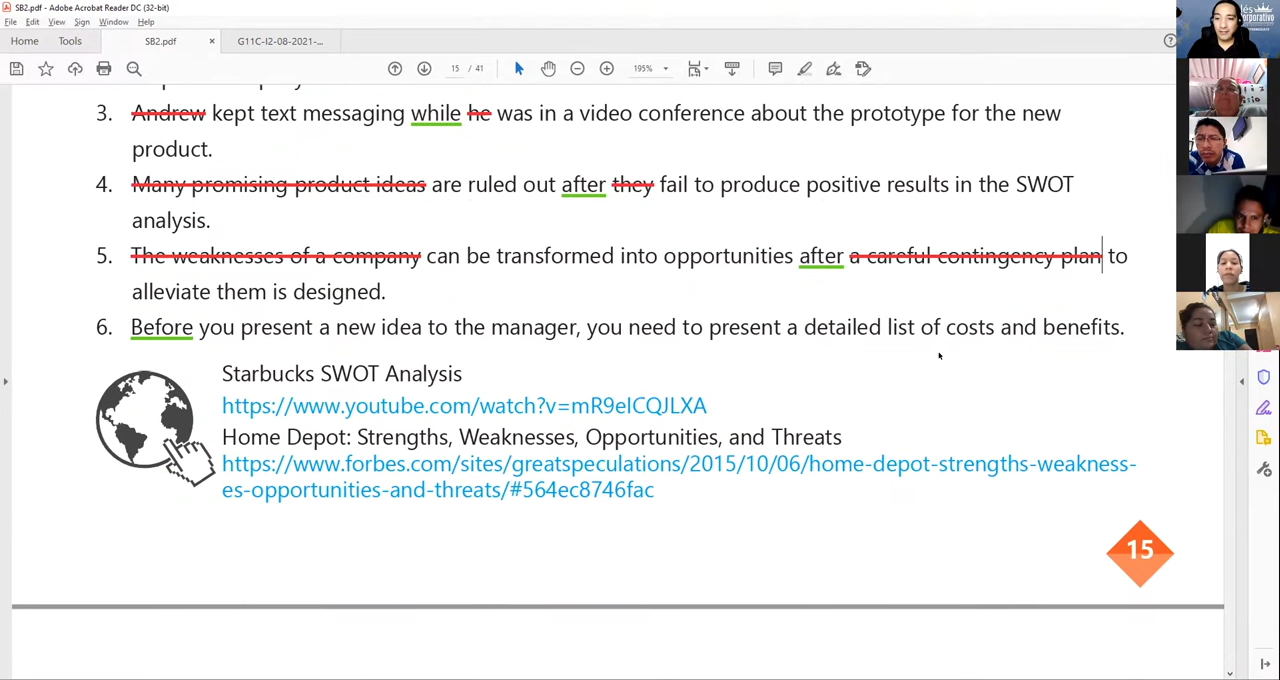 SB2.pdf - Adobe Acrobat Reader DC (32-bit)
File Edit View Sign Window Help
Home Tools SB2.pdf × G11C-I2-08-2021-...
15 / 41 195%
3. Andrew kept text messaging while he was in a video conference about the prototype for the new
product.
4. Many promising product ideas are ruled out after they fail to produce positive results in the SWOT
analysis.
5. The weaknesses of a company can be transformed into opportunities after a careful contingency plan to
alleviate them is designed.
6. Before you present a new idea to the manager, you need to present a detailed list of costs and benefits.
Starbucks SWOT Analysis
https://www.youtube.com/watch?v=mR9eICQJLXA
Home Depot: Strengths, Weaknesses, Opportunities, and Threats
https://www.forbes.com/sites/greatspeculations/2015/10/06/home-depot-strengths-weakness-
es-opportunities-and-threats/#564ec8746fac
15